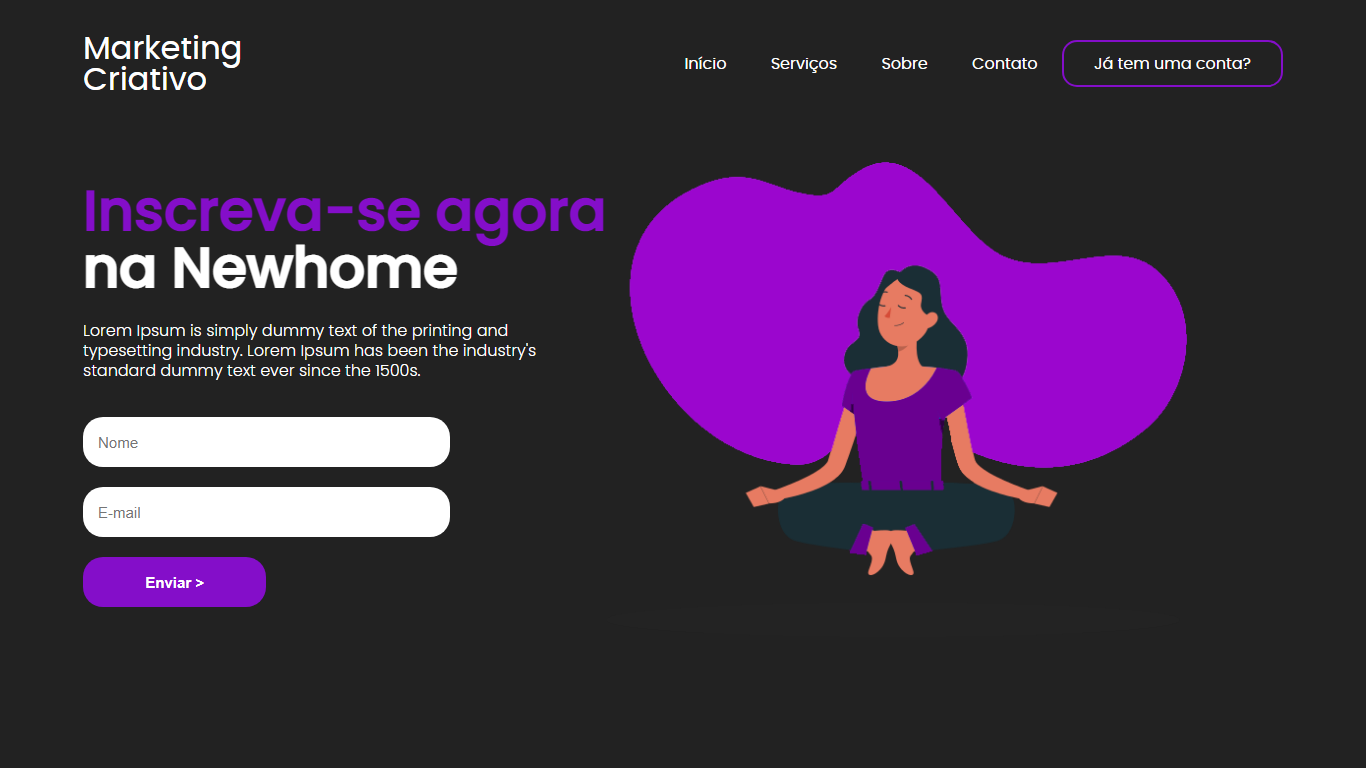 Marketing
Criativo
Início Serviços Sobre Contato Já tem uma conta?
Inscreva-se agora
na Newhome
Lorem Ipsum is simply dummy text of the printing and
typesetting industry. Lorem Ipsum has been the industry's
standard dummy text ever since the 1500s.
Nome
E-mail
Enviar >